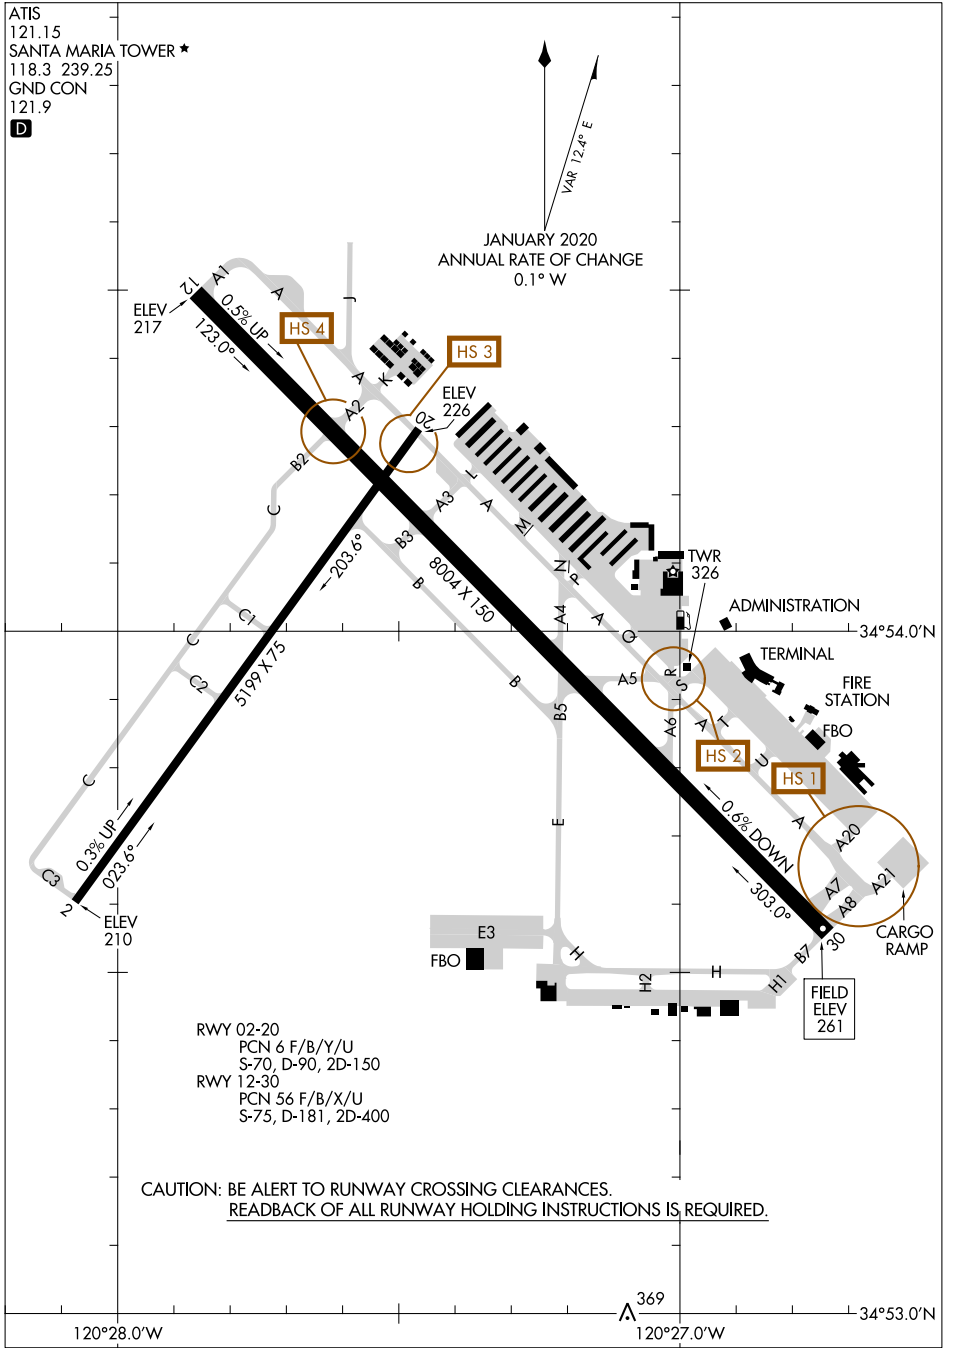 ATIS
121.15
SANTA MARIA TOWER ★
118.3 239.25
GND CON
121.9
D
VAR 12.4° E
JANUARY 2020
ANNUAL RATE OF CHANGE
0.1° W
A1
A
12
ELEV
217
0.5% UP
123.0°
J
HS 4
HS 3
A
K
ELEV
226
A2
20
B2
L
A3
A
C
M
B3
203.6°
8004 X 150
B
N
P
TWR
326
A4
A
ADMINISTRATION
C1
Q
34°54.0'N
C
5199 X 75
TERMINAL
A5
R
S
C2
B
FIRE
STATION
B5
A6
A
T
FBO
HS 2
U
HS 1
C
0.3% UP
023.6°
E
0.6% DOWN
A
A20
303.0°
C3
A7
A21
A8
2
ELEV
210
E3
30
CARGO
RAMP
FBO
H
B7
H2
H
H1
FIELD
ELEV
261
RWY 02-20
PCN 6 F/B/Y/U
S-70, D-90, 2D-150
RWY 12-30
PCN 56 F/B/X/U
S-75, D-181, 2D-400
CAUTION: BE ALERT TO RUNWAY CROSSING CLEARANCES.
READBACK OF ALL RUNWAY HOLDING INSTRUCTIONS IS REQUIRED.
369
34°53.0'N
120°28.0'W
120°27.0'W